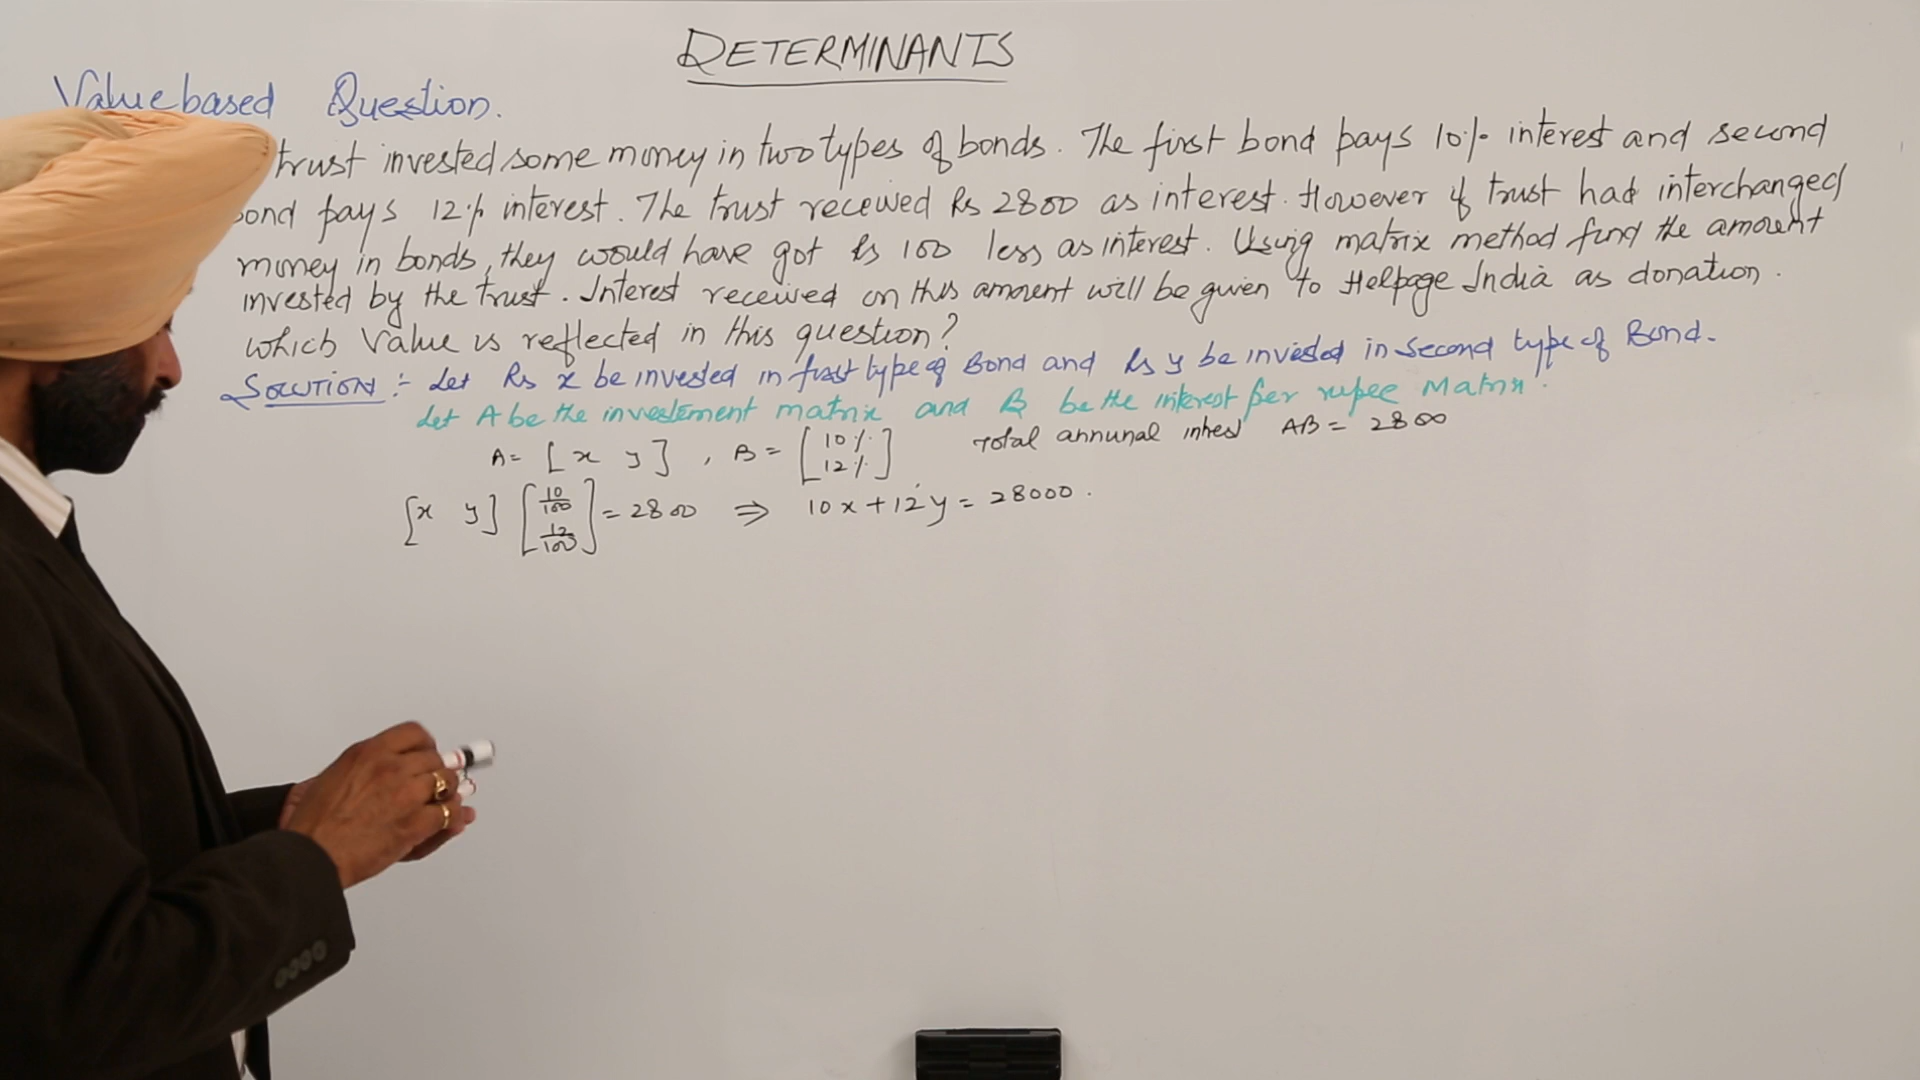 DETERMINANTS
Value based Question.
trust invested some money in two types of bonds. The first bond pays 10% interest and second
bond pays 12% interest. The trust received Rs 2800 as interest. However if trust had interchanged
money in bonds, they would have got Rs 100 less as interest. Using matrix method find the amount
invested by the trust. Interest received on this amount will be given to Helpage India as donation.
which Value is reflected in this question?
SOLUTION :- Let Rs x be invested in first type of Bond and Rs y be invested in second type of Bond.
Let A be the investement matrix and B be the interest per rupee Matrix.
A = [x y] , B = [10% 12%] Total annunal inhest AB = 2800
[x y] [10/100 12/100] = 2800 ⇒ 10x + 12y = 28000.